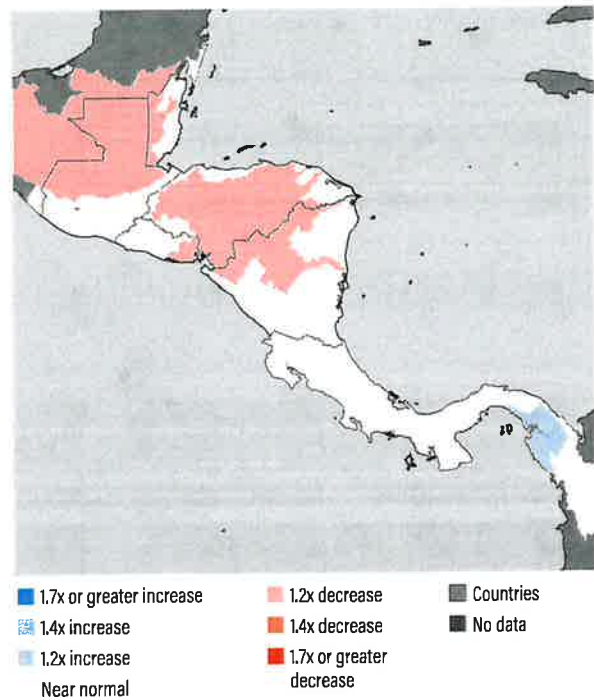 1.7x or greater increase
1.4x increase
1.2x increase
Near normal
1.2x decrease
1.4x decrease
1.7x or greater
decrease
Countries
No data